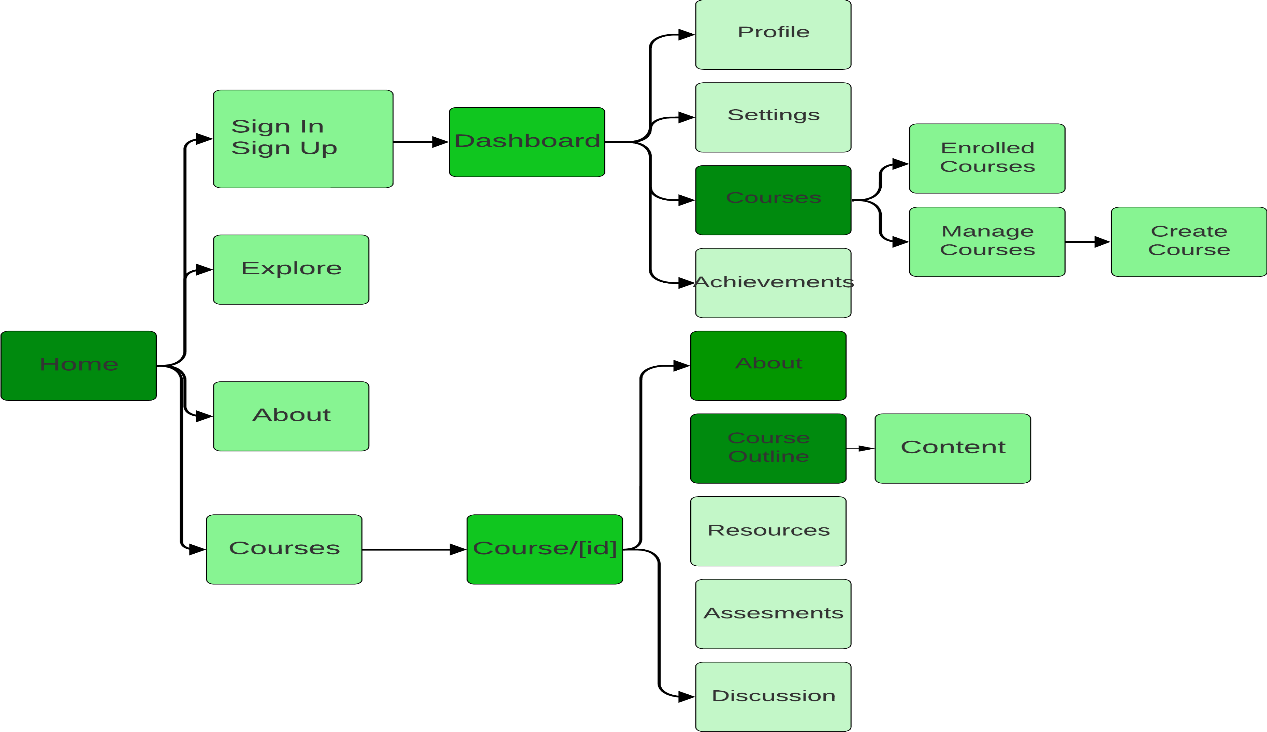 Profile
Settings
Sign In
Sign Up
Dashboard
Enrolled
Courses
Courses
Manage
Courses
Create
Course
Explore
Achievements
Home
About
About
Course
Outline
Content
Resources
Courses
Course/[id]
Assesments
Discussion